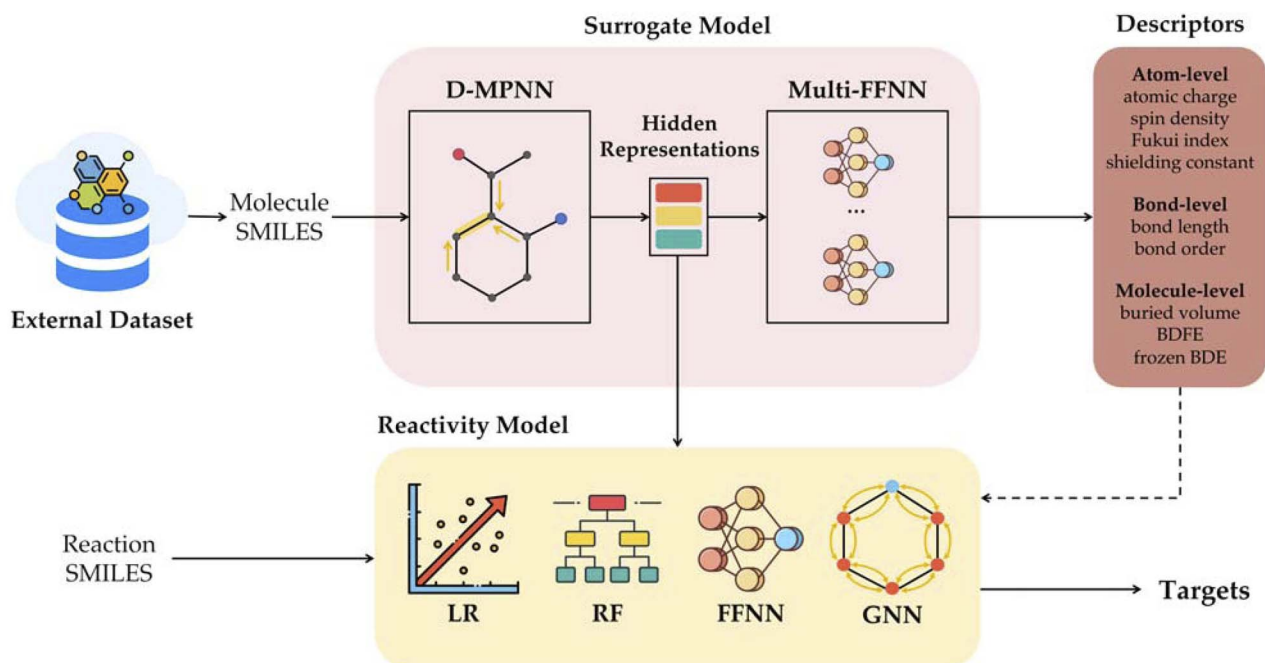 Surrogate Model
Descriptors
D-MPNN
Hidden
Representations
Multi-FFNN
...
External Dataset
Molecule
SMILES
Atom-level
atomic charge
spin density
Fukui index
shielding constant
Bond-level
bond length
bond order
Molecule-level
buried volume
BDFE
frozen BDE
Reactivity Model
Reaction
SMILES
LR
RF
FFNN
GNN
Targets